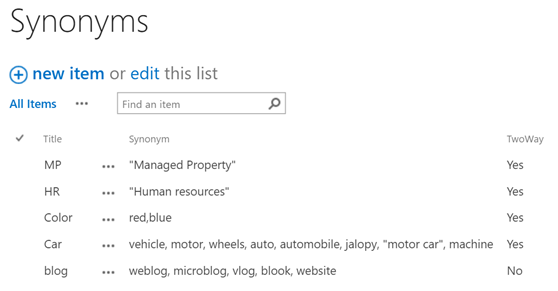 Synonyms
new item or edit this list
All Items ••• Find an item
✓ Title Synonym TwoWay
MP ••• "Managed Property" Yes
HR ••• "Human resources" Yes
Color ••• red,blue Yes
Car ••• vehicle, motor, wheels, auto, automobile, jalopy, "motor car", machine Yes
blog ••• weblog, microblog, vlog, blook, website No